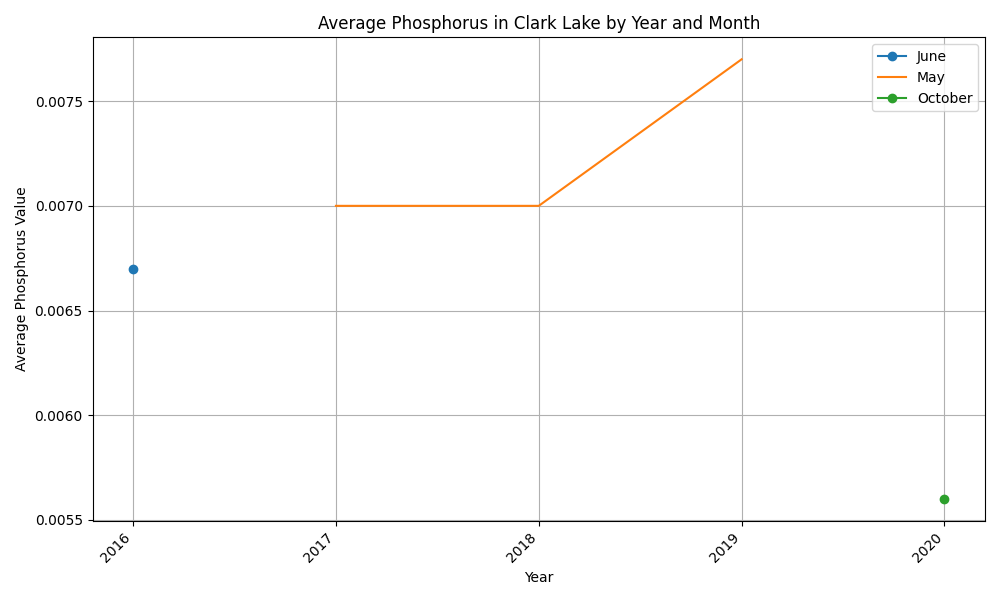 Average Phosphorus in Clark Lake by Year and Month
June
May
October
Average Phosphorus Value
0.0075
0.0070
0.0065
0.0060
0.0055
2016
2017
2018
2019
2020
Year